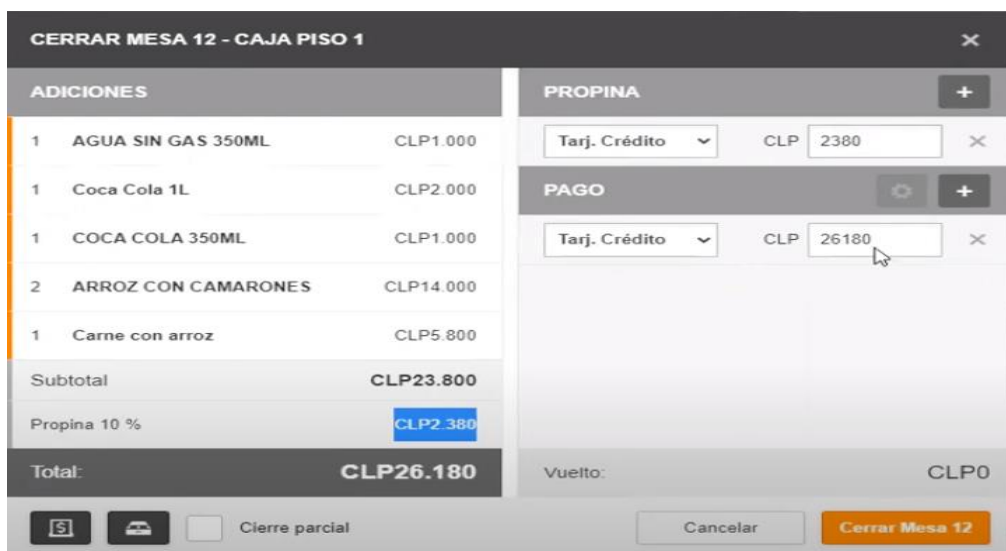 CERRAR MESA 12 - CAJA PISO 1 ×
ADICIONES
1 AGUA SIN GAS 350ML CLP1.000
1 Coca Cola 1L CLP2.000
1 COCA COLA 350ML CLP1.000
2 ARROZ CON CAMARONES CLP14.000
1 Carne con arroz CLP5.800
Subtotal CLP23.800
Propina 10 % CLP2.380
Total: CLP26.180
PROPINA +
Tarj. Crédito CLP 2380 ×
PAGO +
Tarj. Crédito CLP 26180 ×
Vuelto: CLP0
$ Cierre parcial
Cancelar
Cerrar Mesa 12